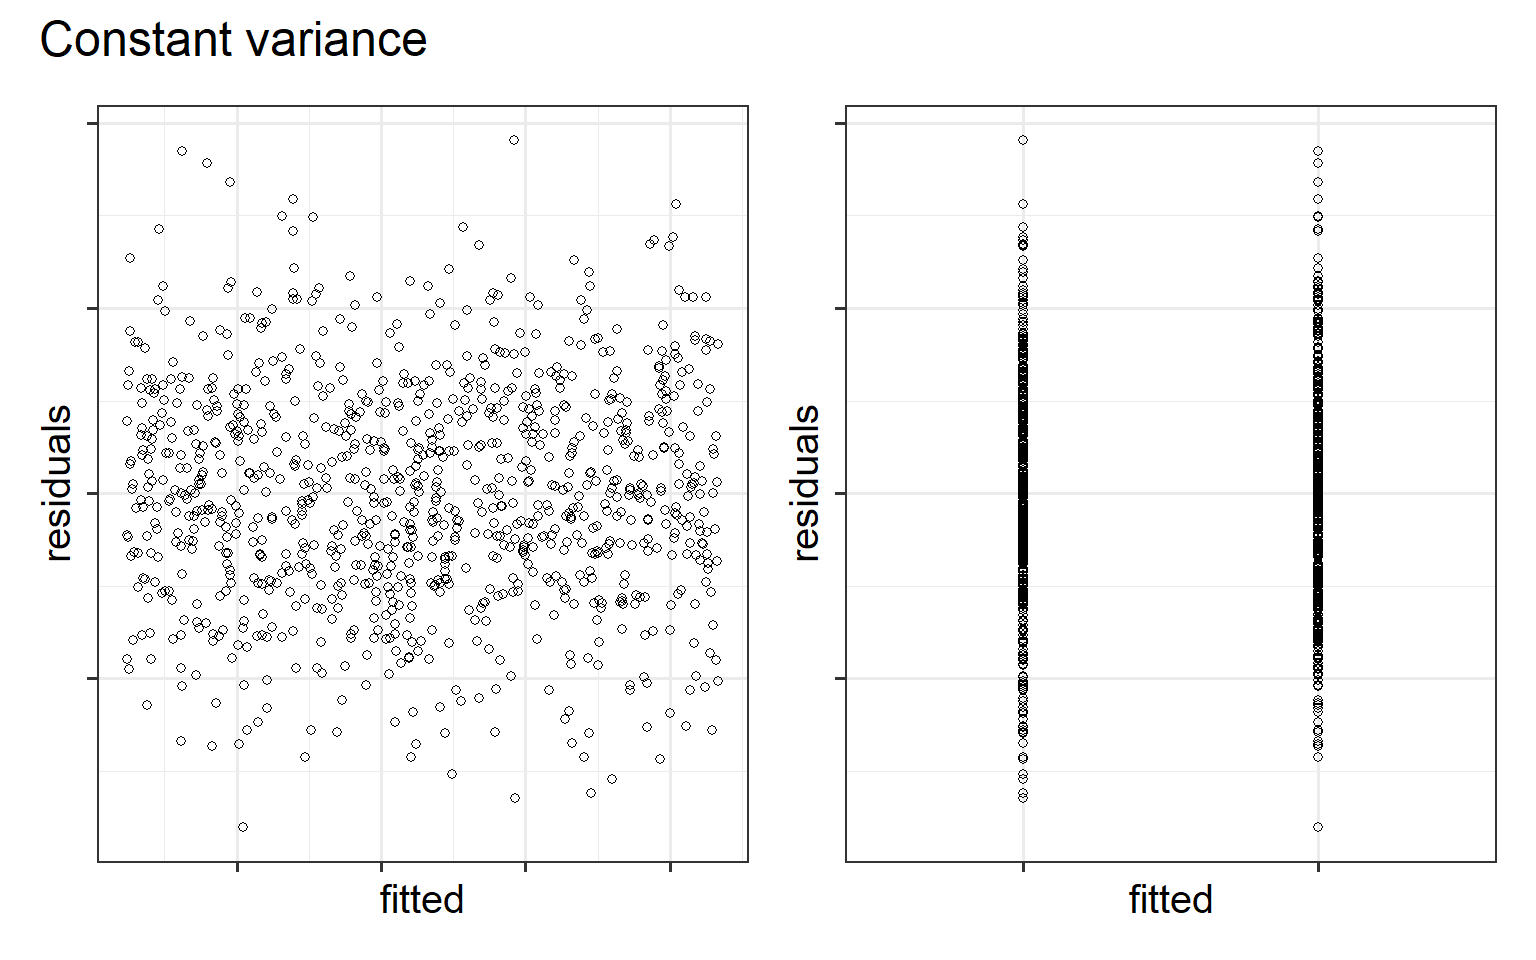 Constant variance
residuals
fitted
residuals
fitted